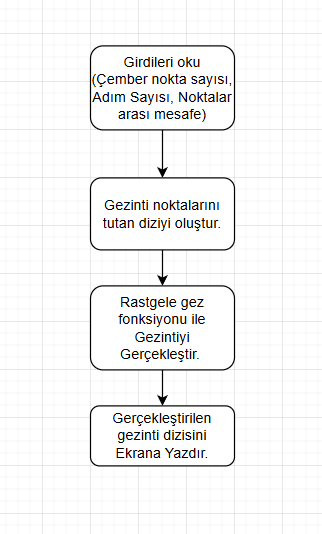 Girdileri oku
(Çember nokta sayısı,
Adım Sayısı, Noktalar
arası mesafe)
Gezinti noktalarını
tutan diziyi oluştur.
Rastgele gez
fonksiyonu ile
Gezintiyi
Gerçekleştir.
Gerçekleştirilen
gezinti dizisini
Ekrana Yazdır.